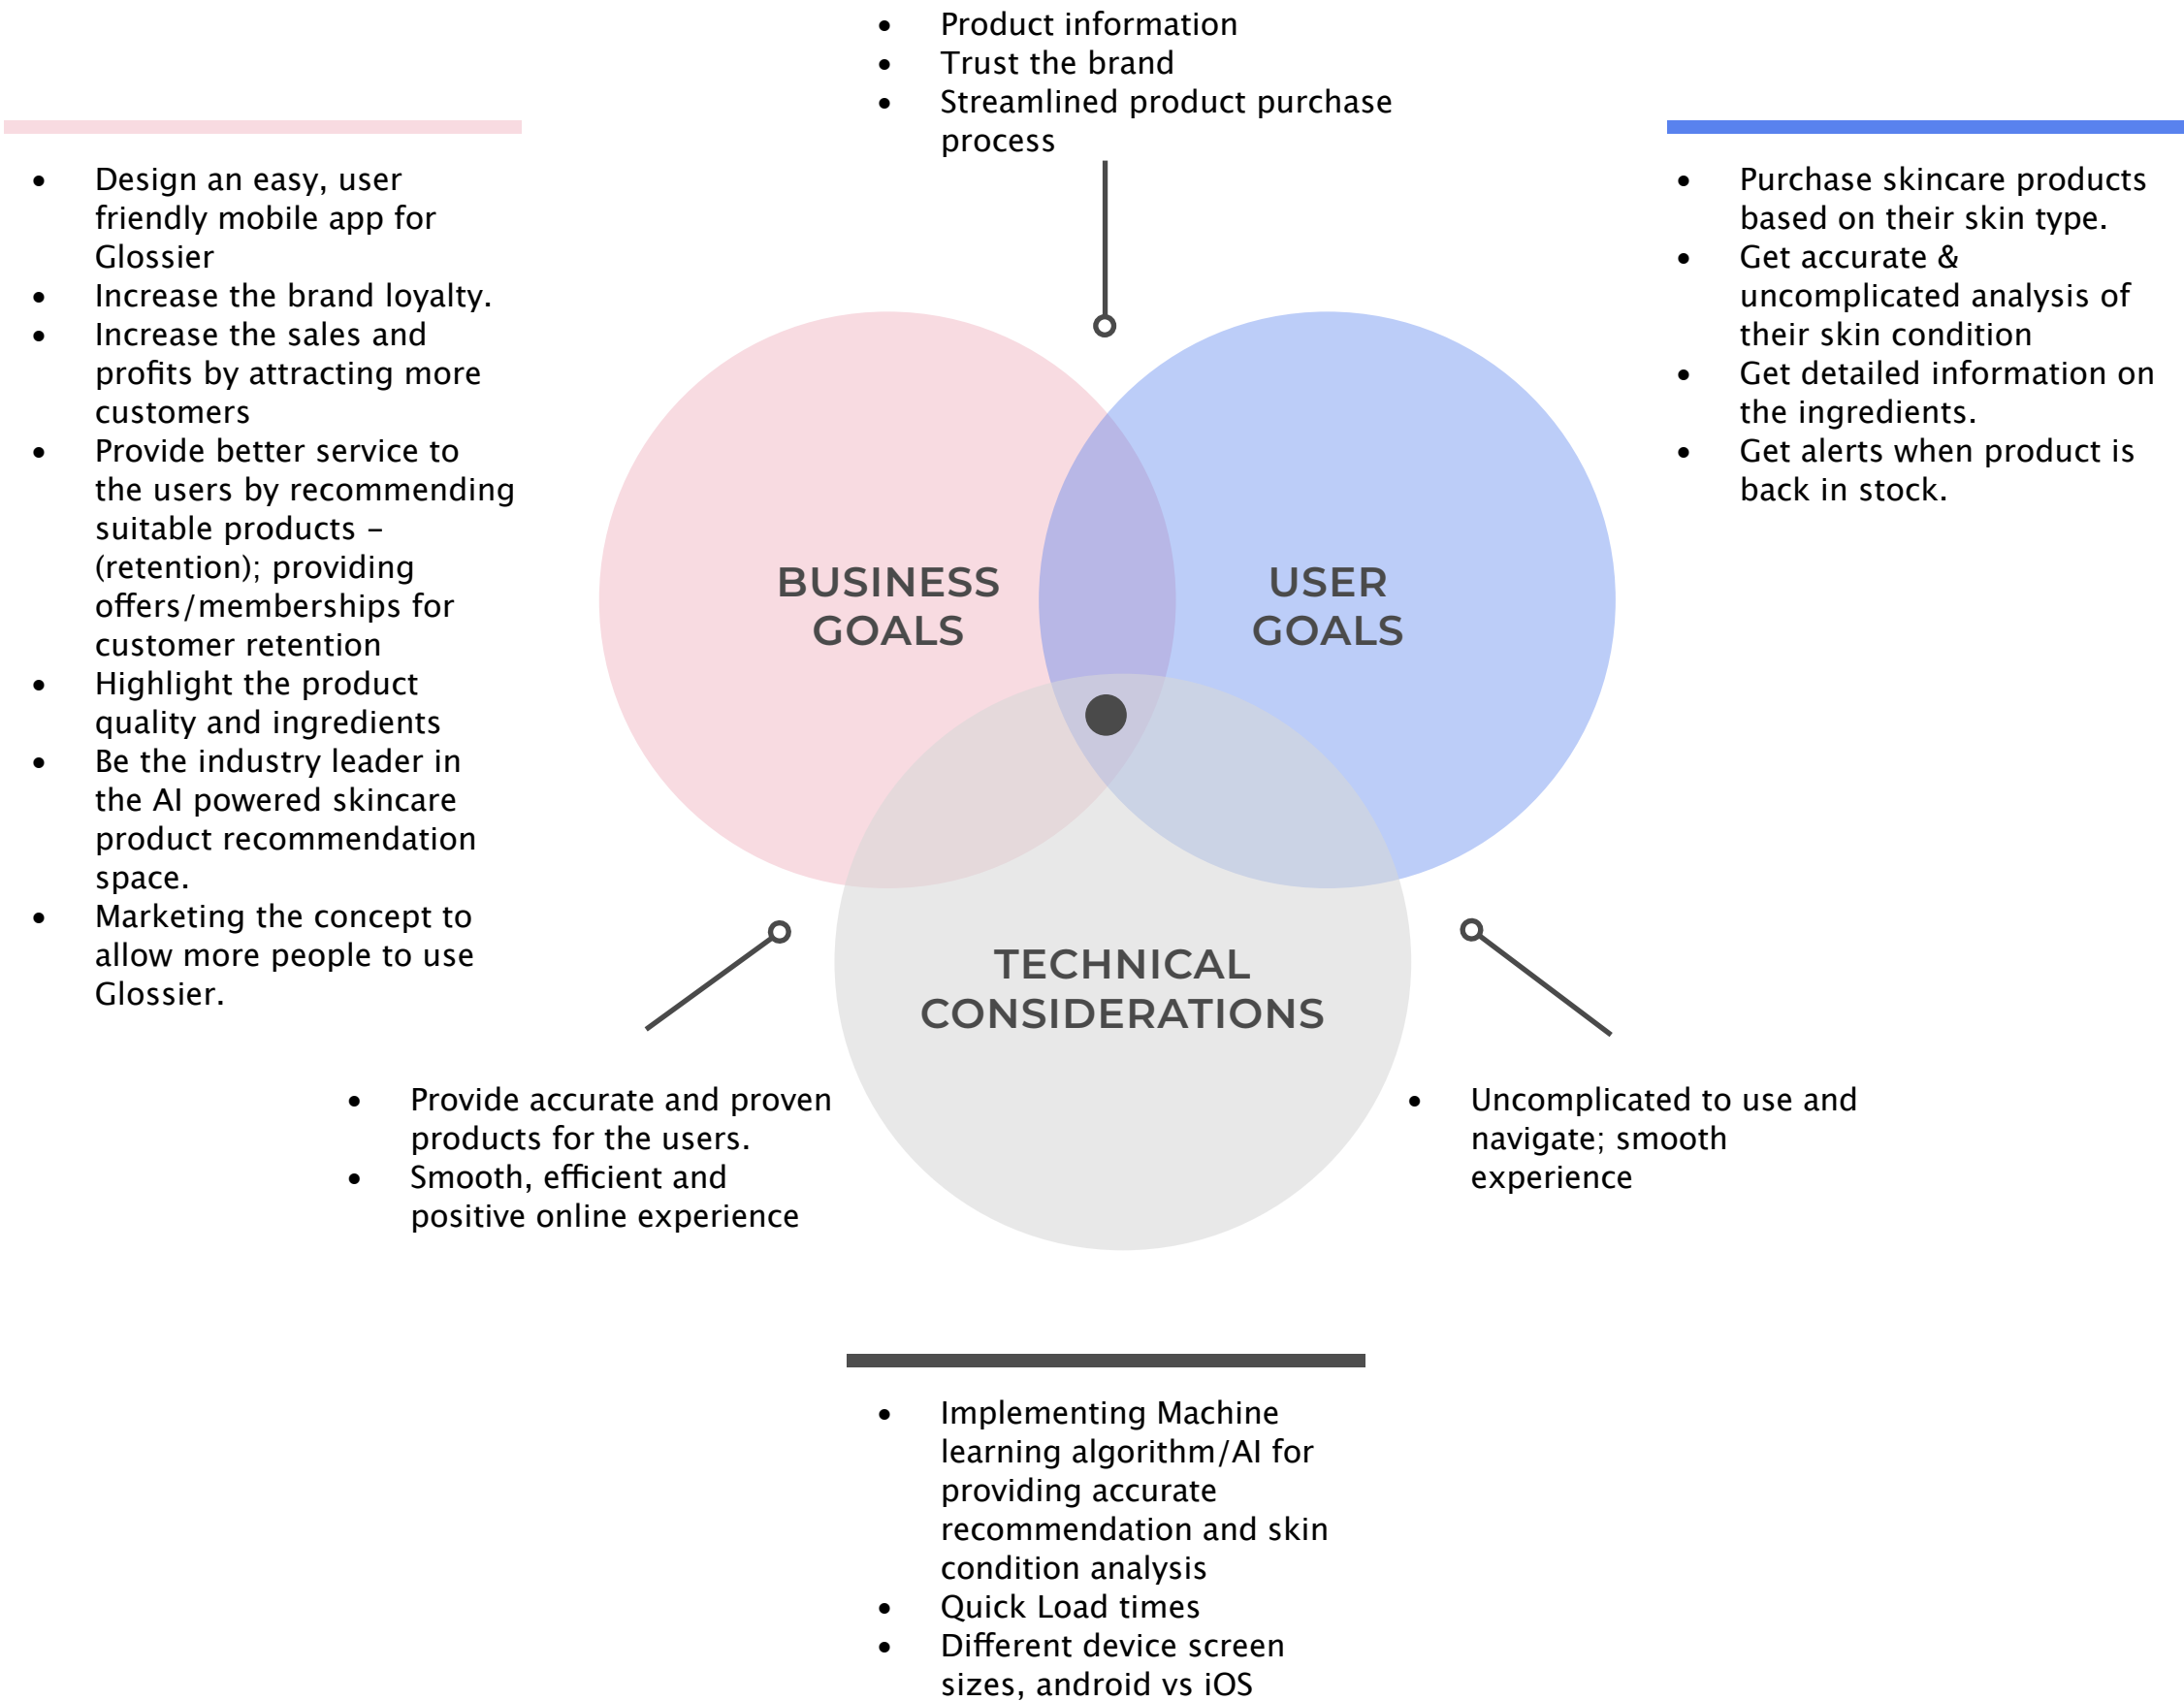 • Product information
• Trust the brand
• Streamlined product purchase
process
• Design an easy, user
friendly mobile app for
Glossier
• Increase the brand loyalty.
• Increase the sales and
profits by attracting more
customers
• Provide better service to
the users by recommending
suitable products –
(retention); providing
offers/memberships for
customer retention
• Highlight the product
quality and ingredients
• Be the industry leader in
the AI powered skincare
product recommendation
space.
• Marketing the concept to
allow more people to use
Glossier.
• Purchase skincare products
based on their skin type.
• Get accurate &
uncomplicated analysis of
their skin condition
• Get detailed information on
the ingredients.
• Get alerts when product is
back in stock.
BUSINESS
GOALS
USER
GOALS
TECHNICAL
CONSIDERATIONS
• Provide accurate and proven
products for the users.
• Smooth, efficient and
positive online experience
• Uncomplicated to use and
navigate; smooth
experience
• Implementing Machine
learning algorithm/AI for
providing accurate
recommendation and skin
condition analysis
• Quick Load times
• Different device screen
sizes, android vs iOS